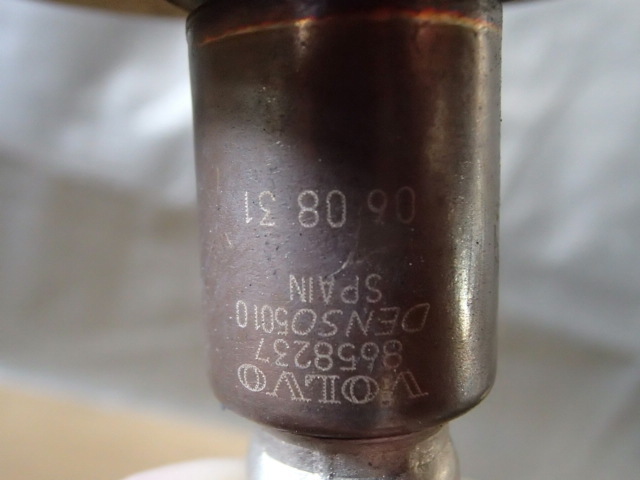 VOLVO
8658237
DENSO5010
SPAIN
06 08 31